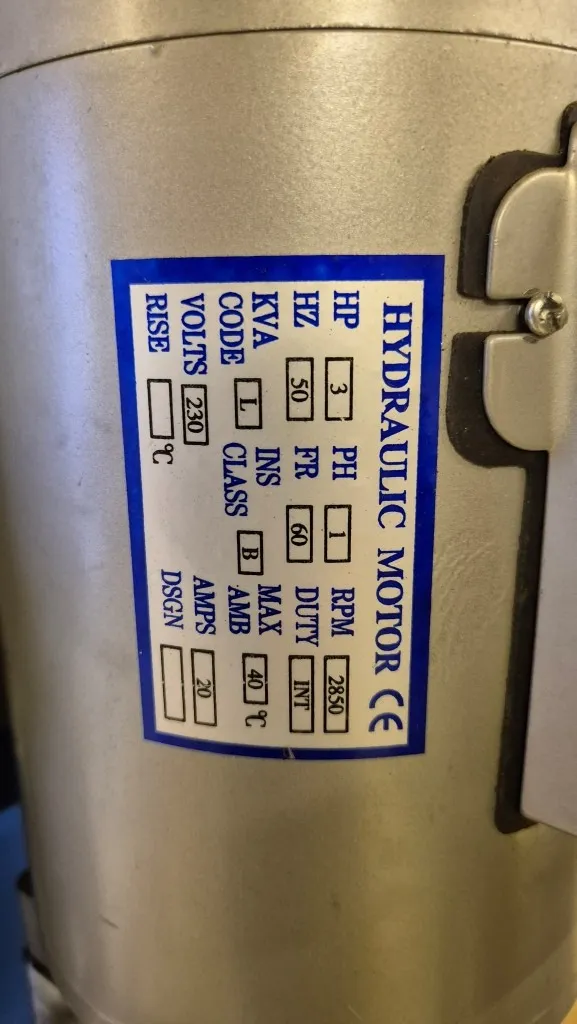 HYDRAULIC MOTOR CE
HP 3 PH 1 RPM 2850
HZ 50 FR 60 DUTY INT
KVA CODE L INS CLASS B MAX AMB 40 °C
VOLTS 230 AMPS 20
RISE °C DSGN